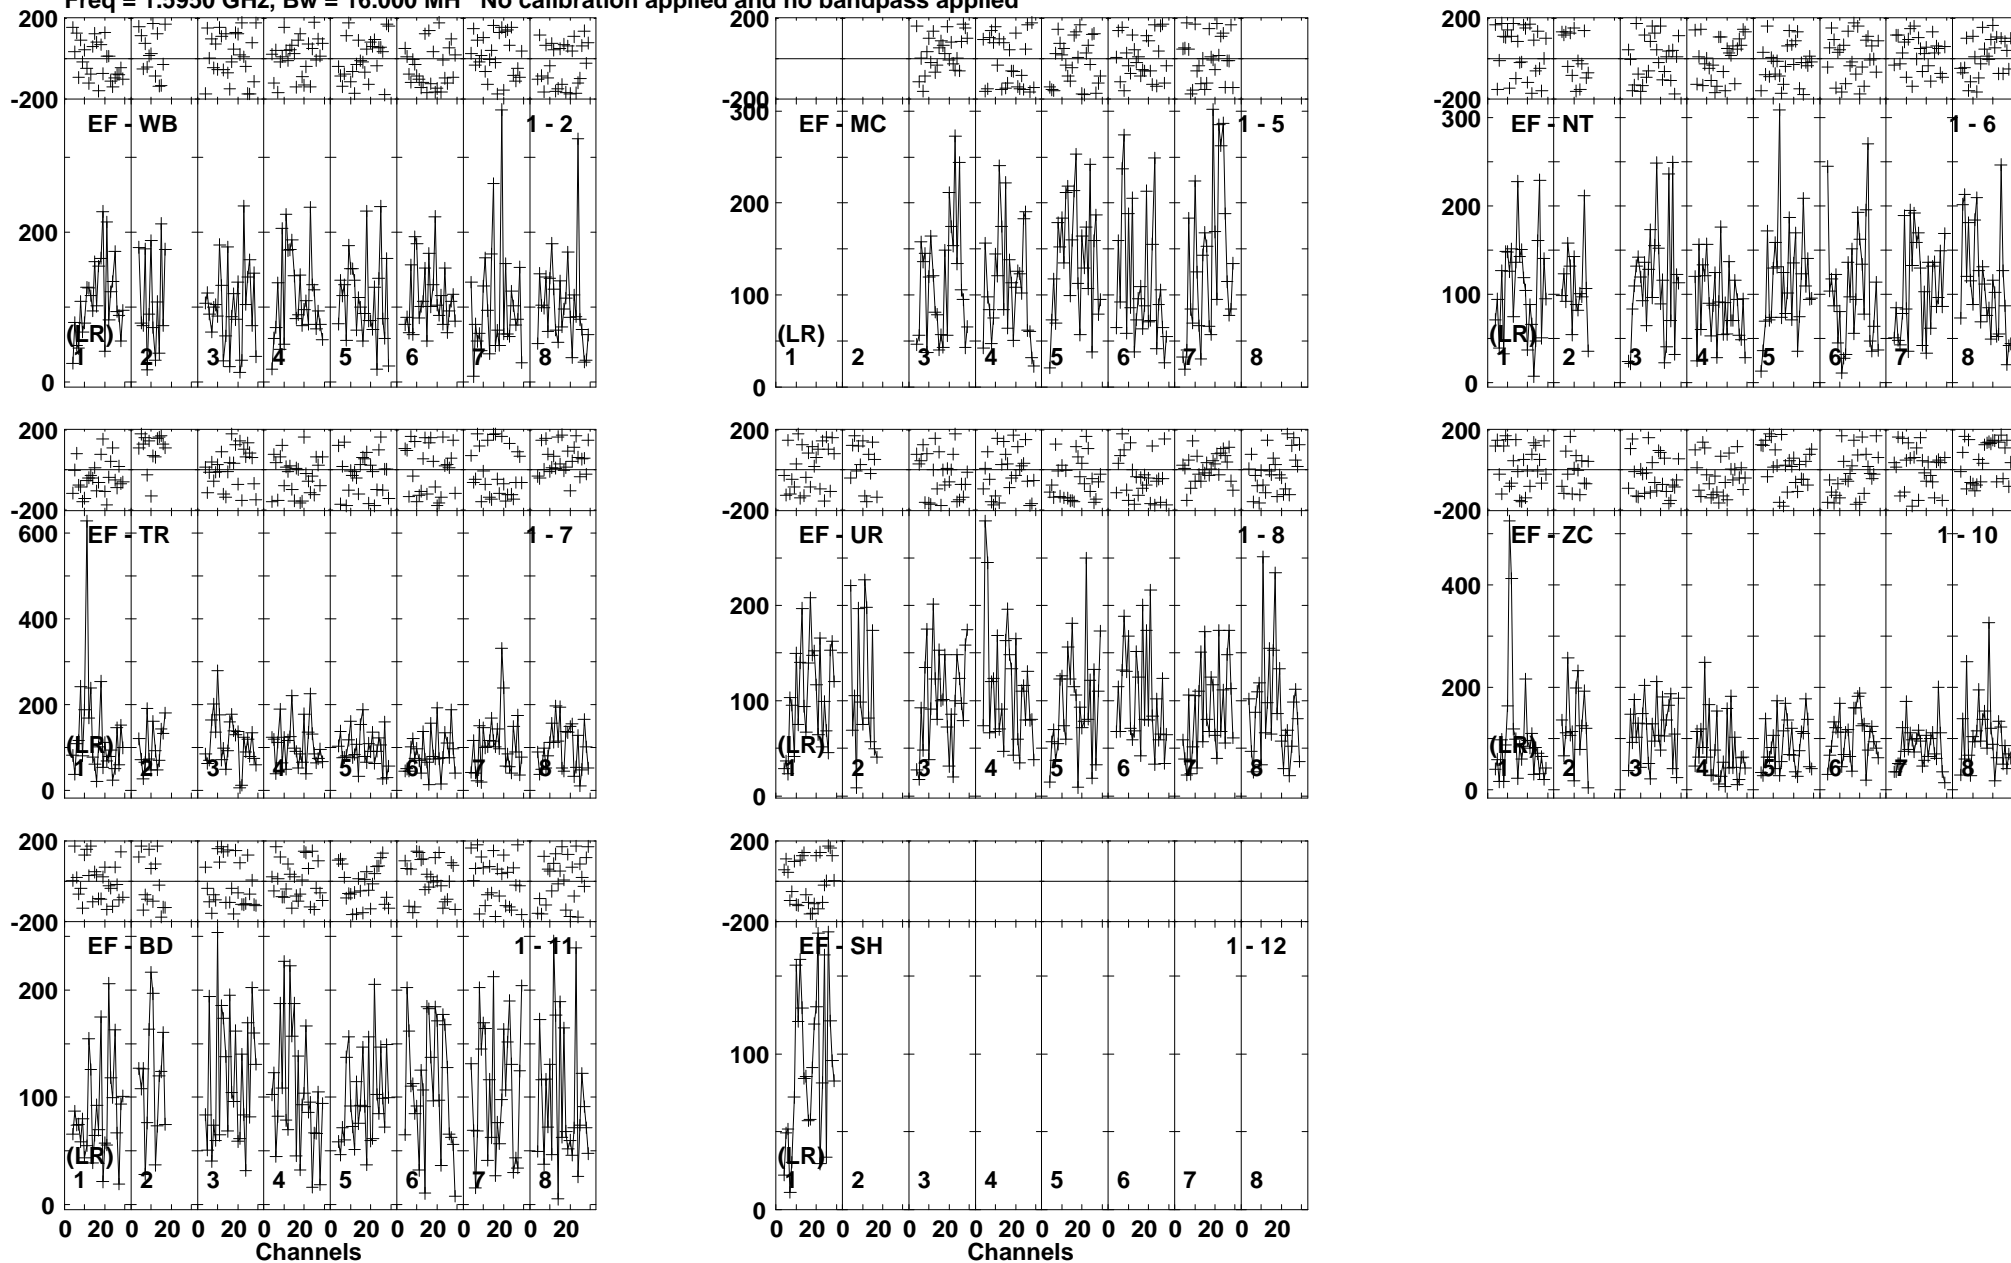 Freq = 1.5950 GHz, Bw = 16.000 MH No calibration applied and no bandpass applied
200
-200
EF - WB 1 - 2
200
0
(LR)
1 2 3 4 5 6 7 8
200
-200
300
EF - MC 1 - 5
200
100
0
(LR)
1 2 3 4 5 6 7 8
200
-200
300
EF - NT 1 - 6
200
100
0
(LR)
1 2 3 4 5 6 7 8
200
-200
600
EF - TR 1 - 7
400
200
0
(LR)
1 2 3 4 5 6 7 8
200
-200
EF - UR 1 - 8
200
100
0
(LR)
1 2 3 4 5 6 7 8
200
-200
EF - ZC 1 - 10
400
200
0
(LR)
1 2 3 4 5 6 7 8
200
-200
EF - BD 1 - 11
200
100
0
(LR)
1 2 3 4 5 6 7 8
0 20 0 20 0 20 0 20 0 20 0 20 0 20 0 20
Channels
200
-200
EF - SH 1 - 12
100
0
(LR)
1 2 3 4 5 6 7 8
0 20 0 20 0 20 0 20 0 20 0 20 0 20 0 20
Channels